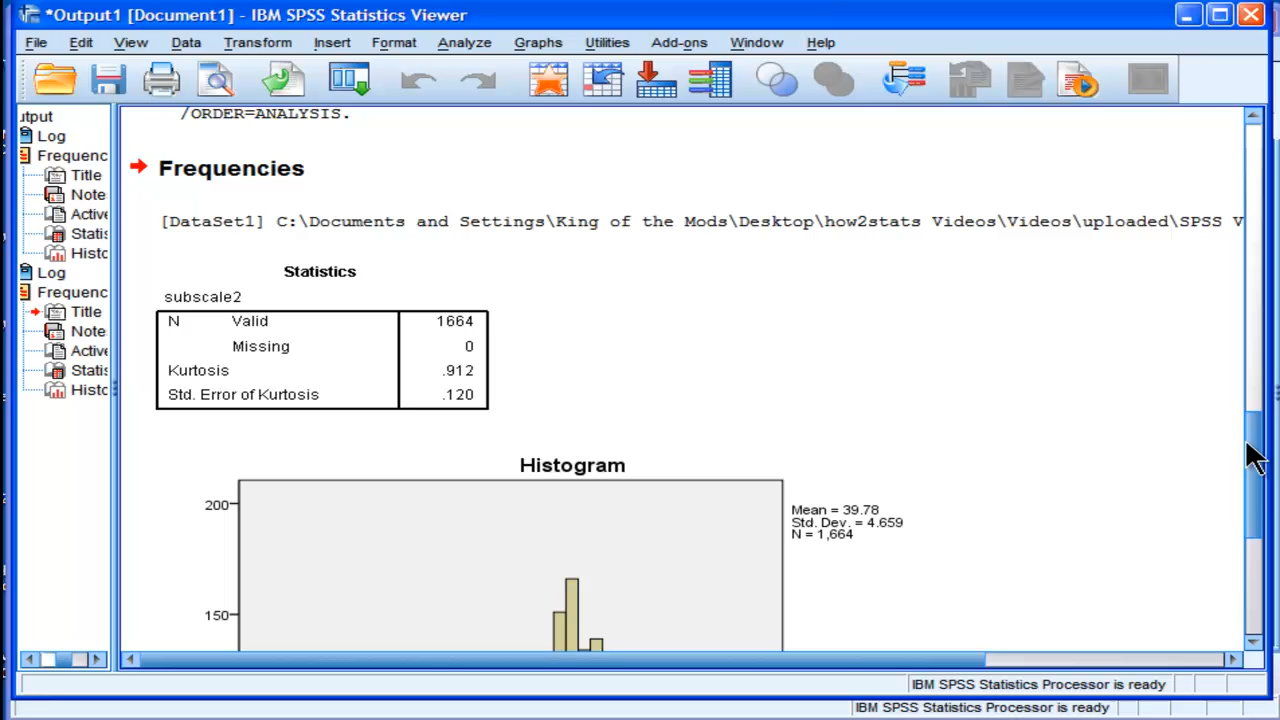 *Output1 [Document1] - IBM SPSS Statistics Viewer
File Edit View Data Transform Insert Format Analyze Graphs Utilities Add-ons Window Help
utput
Log
Frequenc
Title
Note
Active
Statis
Histo
Log
Frequenc
Title
Note
Active
Statis
Histo
/ORDER=ANALYSIS.
Frequencies
[DataSet1] C:\Documents and Settings\King of the Mods\Desktop\how2stats Videos\Videos\uploaded\SPSS V
Statistics
subscale2
N Valid 1664
Missing 0
Kurtosis .912
Std. Error of Kurtosis .120
Histogram
200
150
Mean = 39.78
Std. Dev. = 4.659
N = 1,664
IBM SPSS Statistics Processor is ready
IBM SPSS Statistics Processor is ready